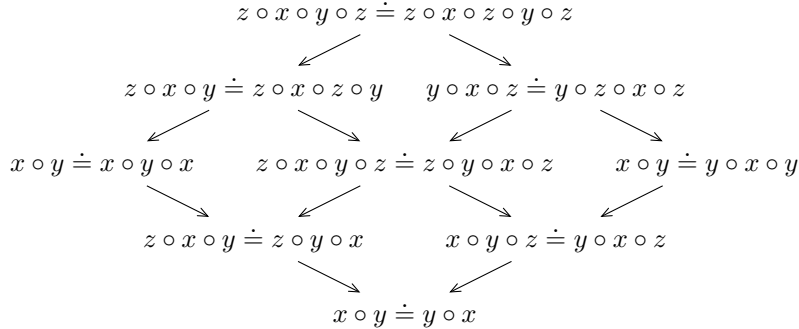 z ∘ x ∘ y ∘ z ≐ z ∘ x ∘ z ∘ y ∘ z
z ∘ x ∘ y ≐ z ∘ x ∘ z ∘ y y ∘ x ∘ z ≐ y ∘ z ∘ x ∘ z
x ∘ y ≐ x ∘ y ∘ x z ∘ x ∘ y ∘ z ≐ z ∘ y ∘ x ∘ z x ∘ y ≐ y ∘ x ∘ y
z ∘ x ∘ y ≐ z ∘ y ∘ x x ∘ y ∘ z ≐ y ∘ x ∘ z
x ∘ y ≐ y ∘ x